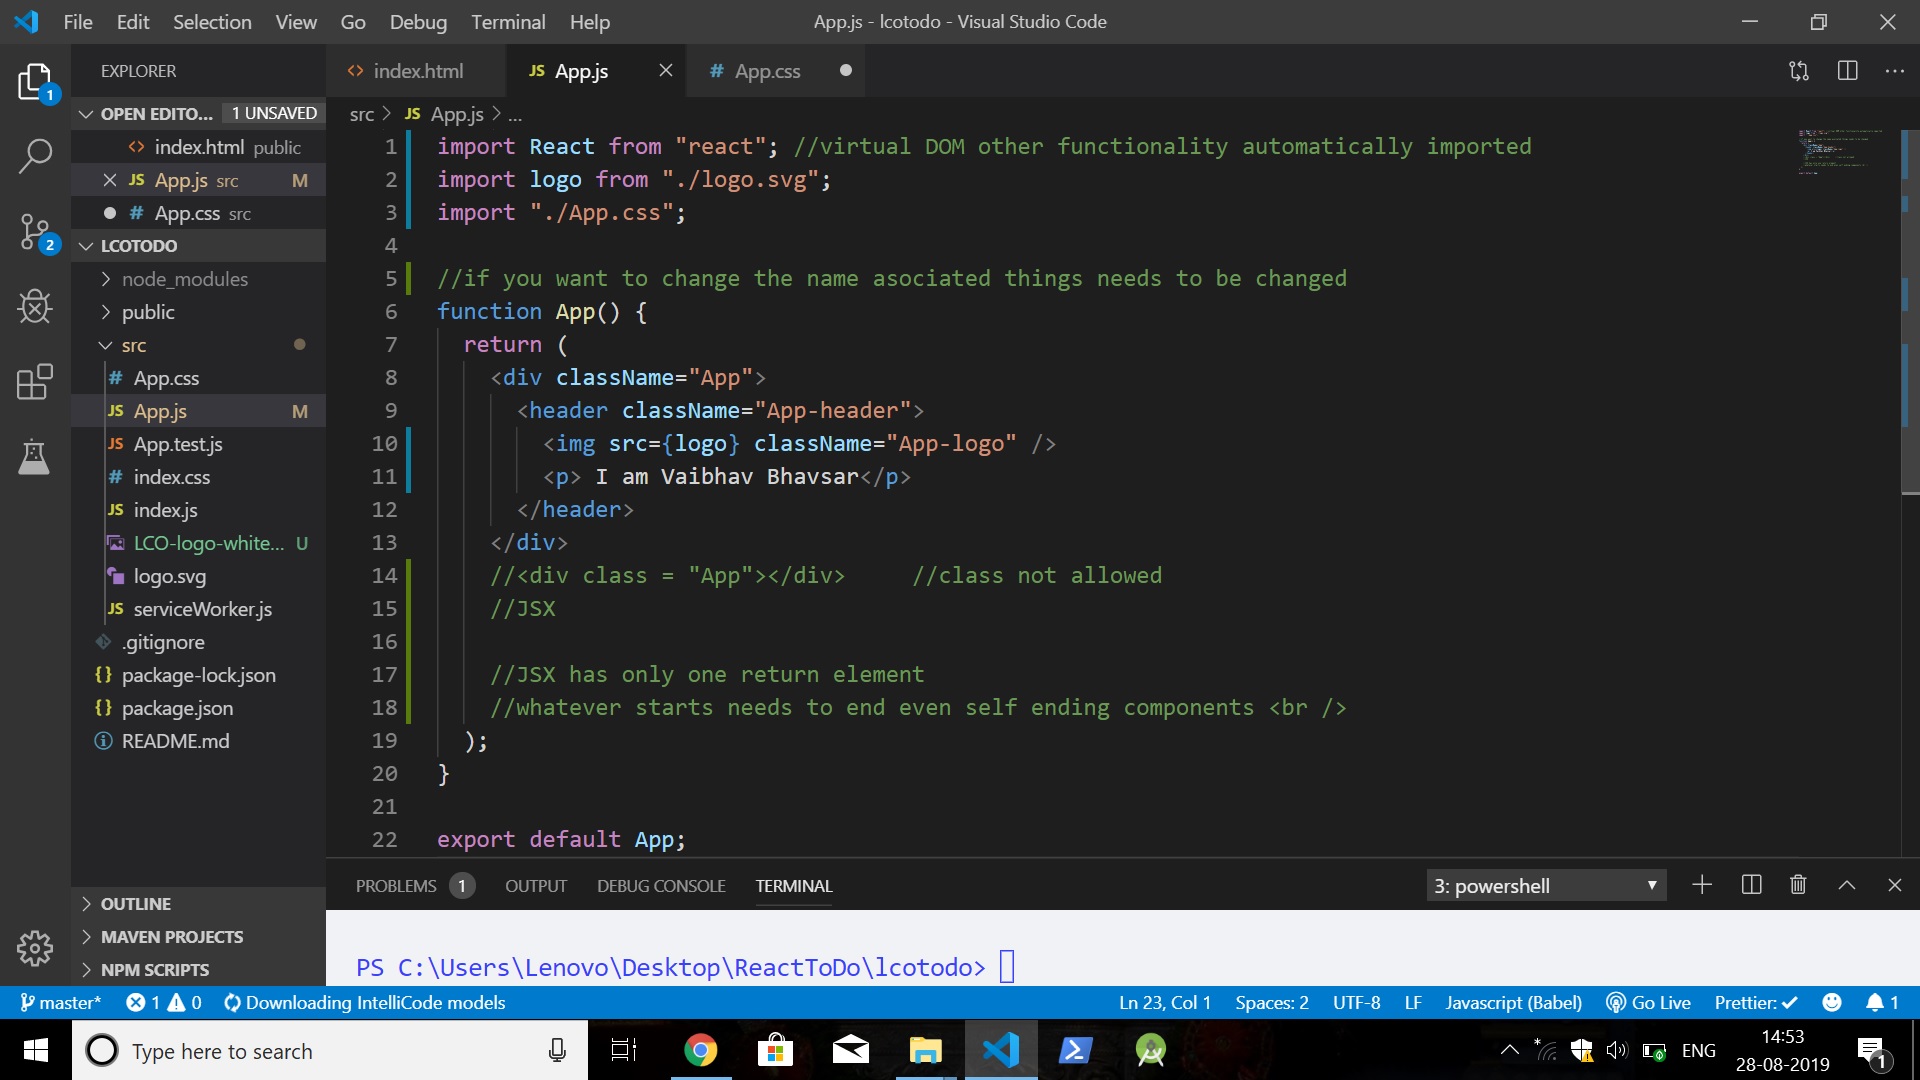 File Edit Selection View Go Debug Terminal Help
App.js - lcotodo - Visual Studio Code
EXPLORER
index.html
JS App.js
# App.css
OPEN EDITO... 1 UNSAVED
index.html public
JS App.js src M
# App.css src
LCOTODO
node_modules
public
src
# App.css
JS App.js M
JS App.test.js
# index.css
JS index.js
LCO-logo-white... U
logo.svg
JS serviceWorker.js
.gitignore
{} package-lock.json
{} package.json
README.md
OUTLINE
MAVEN PROJECTS
NPM SCRIPTS
1
2
src > JS App.js > ...
1 import React from "react"; //virtual DOM other functionality automatically imported
2 import logo from "./logo.svg";
3 import "./App.css";
4
5 //if you want to change the name asociated things needs to be changed
6 function App() {
7 return (
8 <div className="App">
9 <header className="App-header">
10 <img src={logo} className="App-logo" />
11 <p> I am Vaibhav Bhavsar</p>
12 </header>
13 </div>
14 //<div class = "App"></div> //class not allowed
15 //JSX
16
17 //JSX has only one return element
18 //whatever starts needs to end even self ending components <br />
19 );
20 }
21
22 export default App;
PROBLEMS 1 OUTPUT DEBUG CONSOLE TERMINAL
3: powershell
PS C:\Users\Lenovo\Desktop\ReactToDo\lcotodo>
master* 1 0 Downloading IntelliCode models
Ln 23, Col 1 Spaces: 2 UTF-8 LF Javascript (Babel) Go Live Prettier: ✓ 1
Type here to search
ENG
14:53
28-08-2019
1